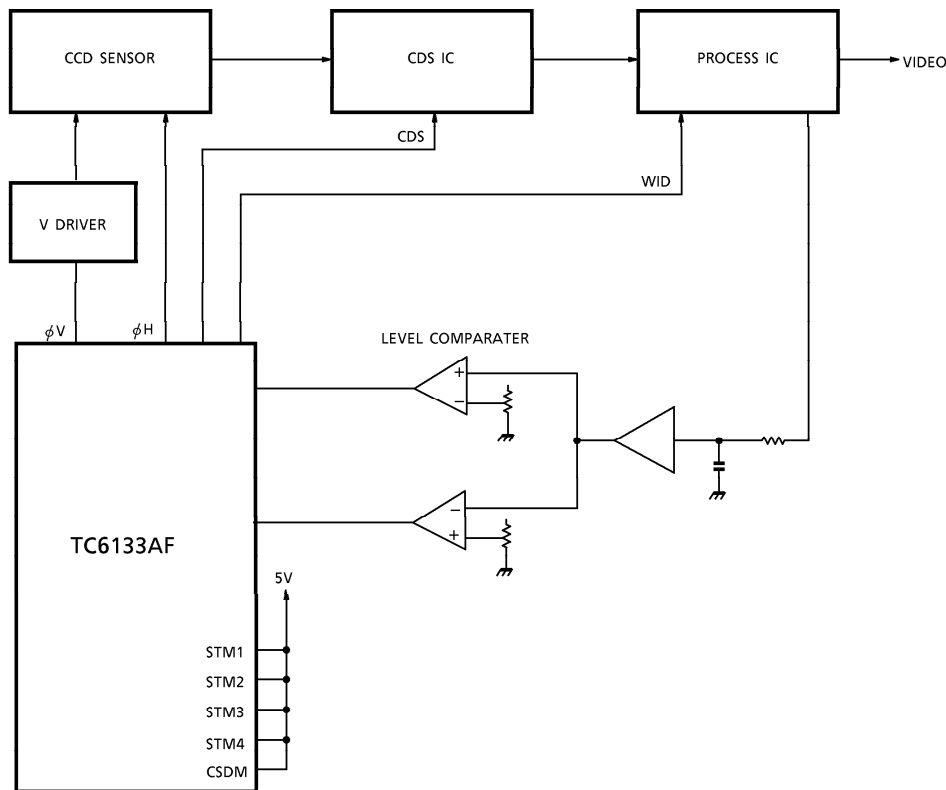 CCD SENSOR
CDS IC
PROCESS IC
VIDEO
CDS
WID
V DRIVER
ϕV
ϕH
LEVEL COMPARATER
+
−
−
+
TC6133AF
5V
STM1
STM2
STM3
STM4
CSDM